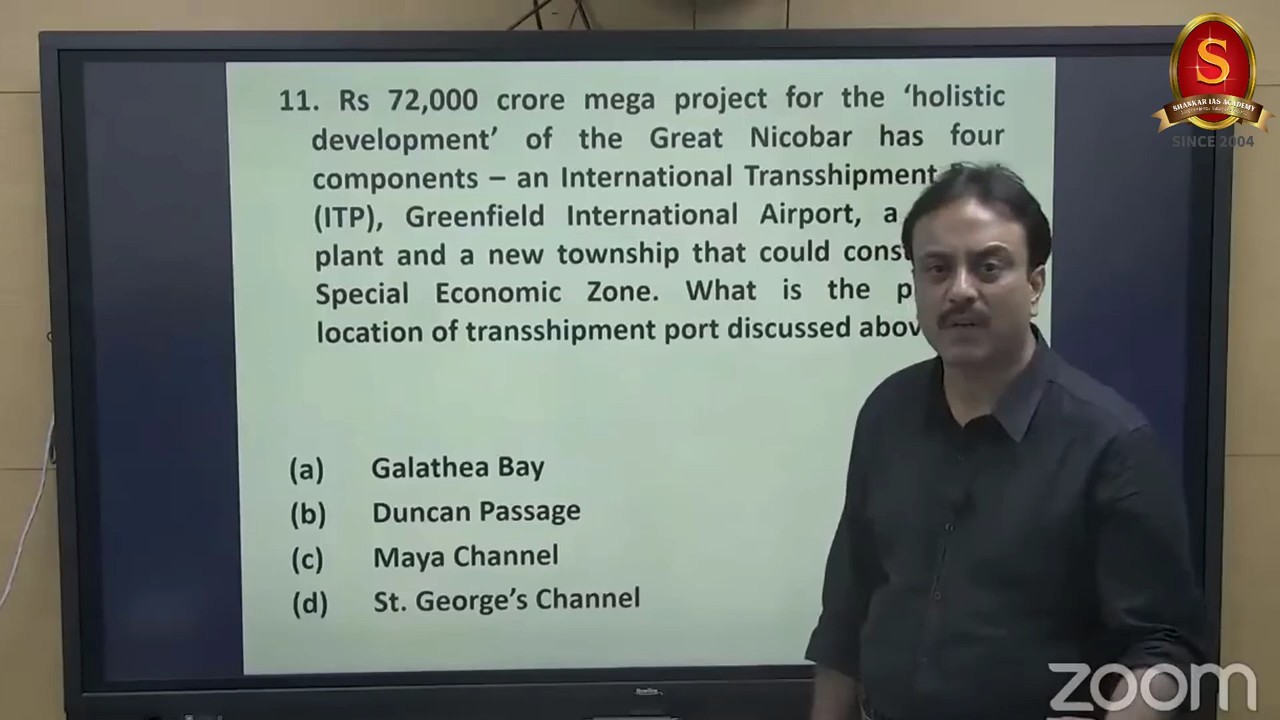 11. Rs 72,000 crore mega project for the ‘holistic
development’ of the Great Nicobar has four
components – an International Transshipment
(ITP), Greenfield International Airport, a
plant and a new township that could
Special Economic Zone. What is the
location of transshipment port discussed
(a) Galathea Bay
(b) Duncan Passage
(c) Maya Channel
(d) St. George’s Channel
S
SHANKAR IAS ACADEMY
SINCE 2004
zoom